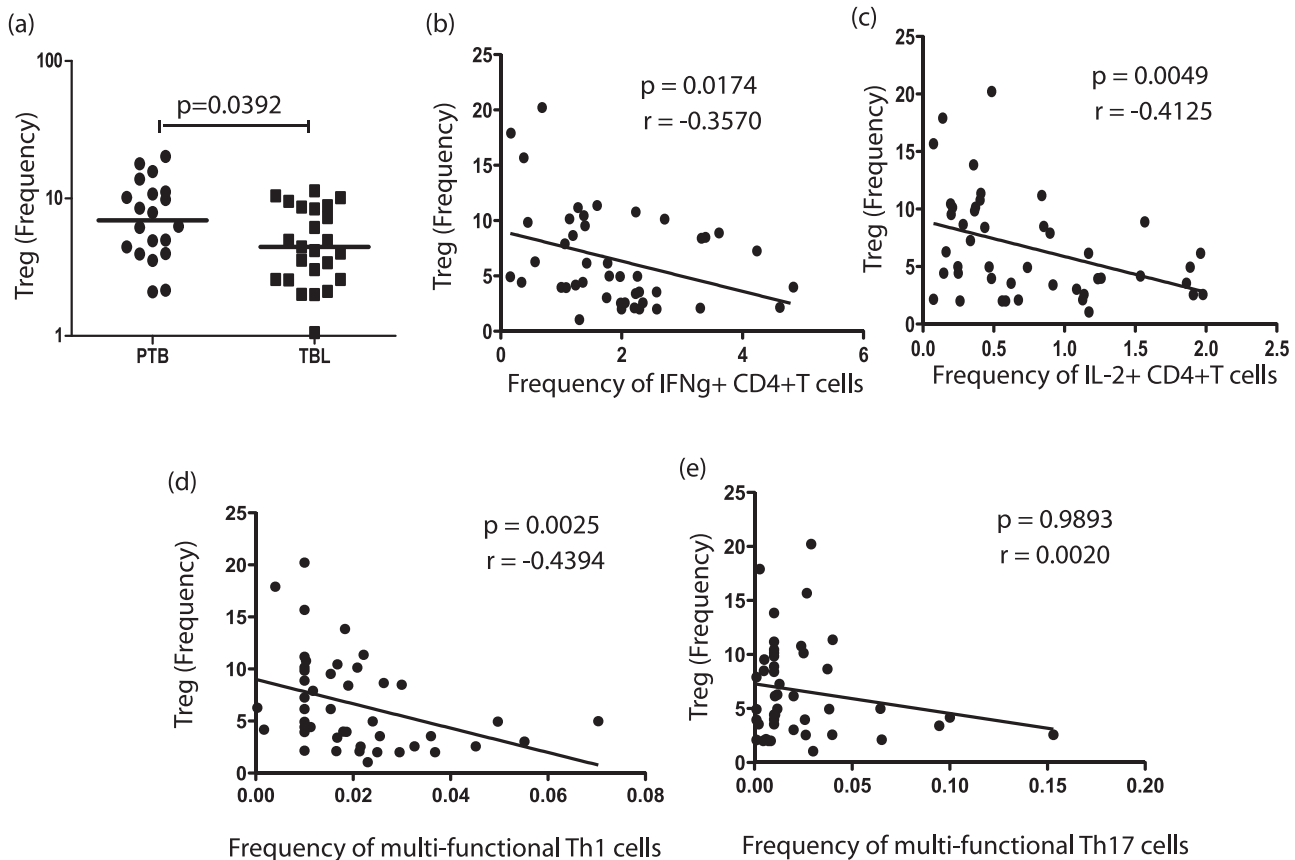 (a)
100
10
1
Treg (Frequency)
p=0.0392
PTB
TBL
(b)
25
20
15
10
5
0
Treg (Frequency)
p = 0.0174
r = -0.3570
0
2
4
6
Frequency of IFNg+ CD4+T cells
(c)
25
20
15
10
5
0
Treg (Frequency)
p = 0.0049
r = -0.4125
0.0
0.5
1.0
1.5
2.0
2.5
Frequency of IL-2+ CD4+T cells
(d)
25
20
15
10
5
0
Treg (Frequency)
p = 0.0025
r = -0.4394
0.00
0.02
0.04
0.06
0.08
Frequency of multi-functional Th1 cells
(e)
25
20
15
10
5
0
Treg (Frequency)
p = 0.9893
r = 0.0020
0.00
0.05
0.10
0.15
0.20
Frequency of multi-functional Th17 cells